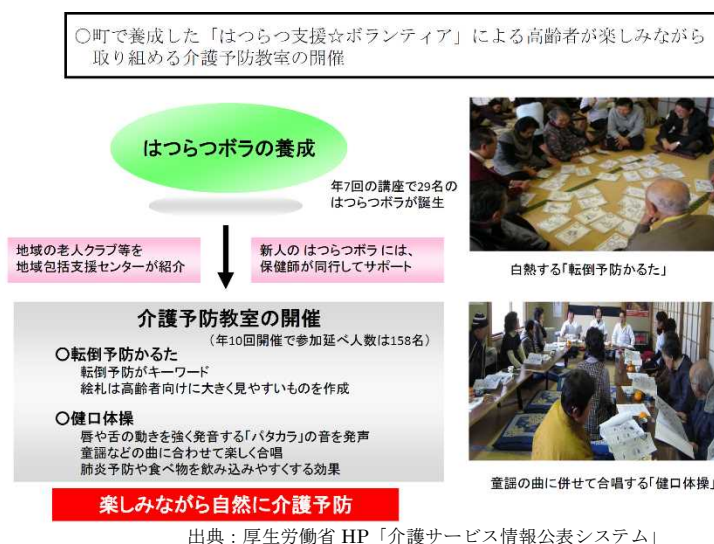 ○町で養成した「はつらつ支援☆ボランティア」による高齢者が楽しみながら
取り組める介護予防教室の開催
はつらつボラの養成
年7回の講座で29名の
はつらつボラが誕生
地域の老人クラブ等を
地域包括支援センターが紹介
新人の はつらつボラ には、
保健師が同行してサポート
白熱する「転倒予防かるた」
介護予防教室の開催
（年10回開催で参加延べ人数は158名）
○転倒予防かるた
転倒予防がキーワード
絵札は高齢者向けに大きく見やすいものを作成
○健口体操
唇や舌の動きを強く発音する「パタカラ」の音を発声
童謡などの曲に合わせて楽しく合唱
肺炎予防や食べ物を飲み込みやすくする効果
楽しみながら自然に介護予防
童謡の曲に併せて合唱する「健口体操」
出典：厚生労働省 HP「介護サービス情報公表システム」